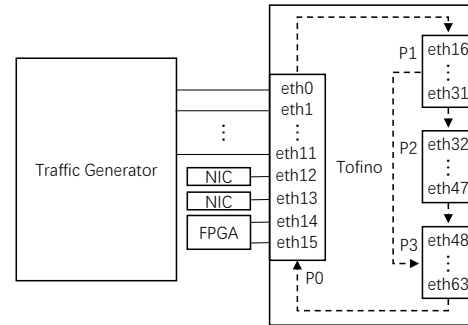 Traffic Generator
eth0
eth1
⋮
⋮
eth11
NIC
eth12
NIC
eth13
FPGA
eth14
eth15
Tofino
P0
P1
eth16
⋮
eth31
P2
eth32
⋮
eth47
P3
eth48
⋮
eth63